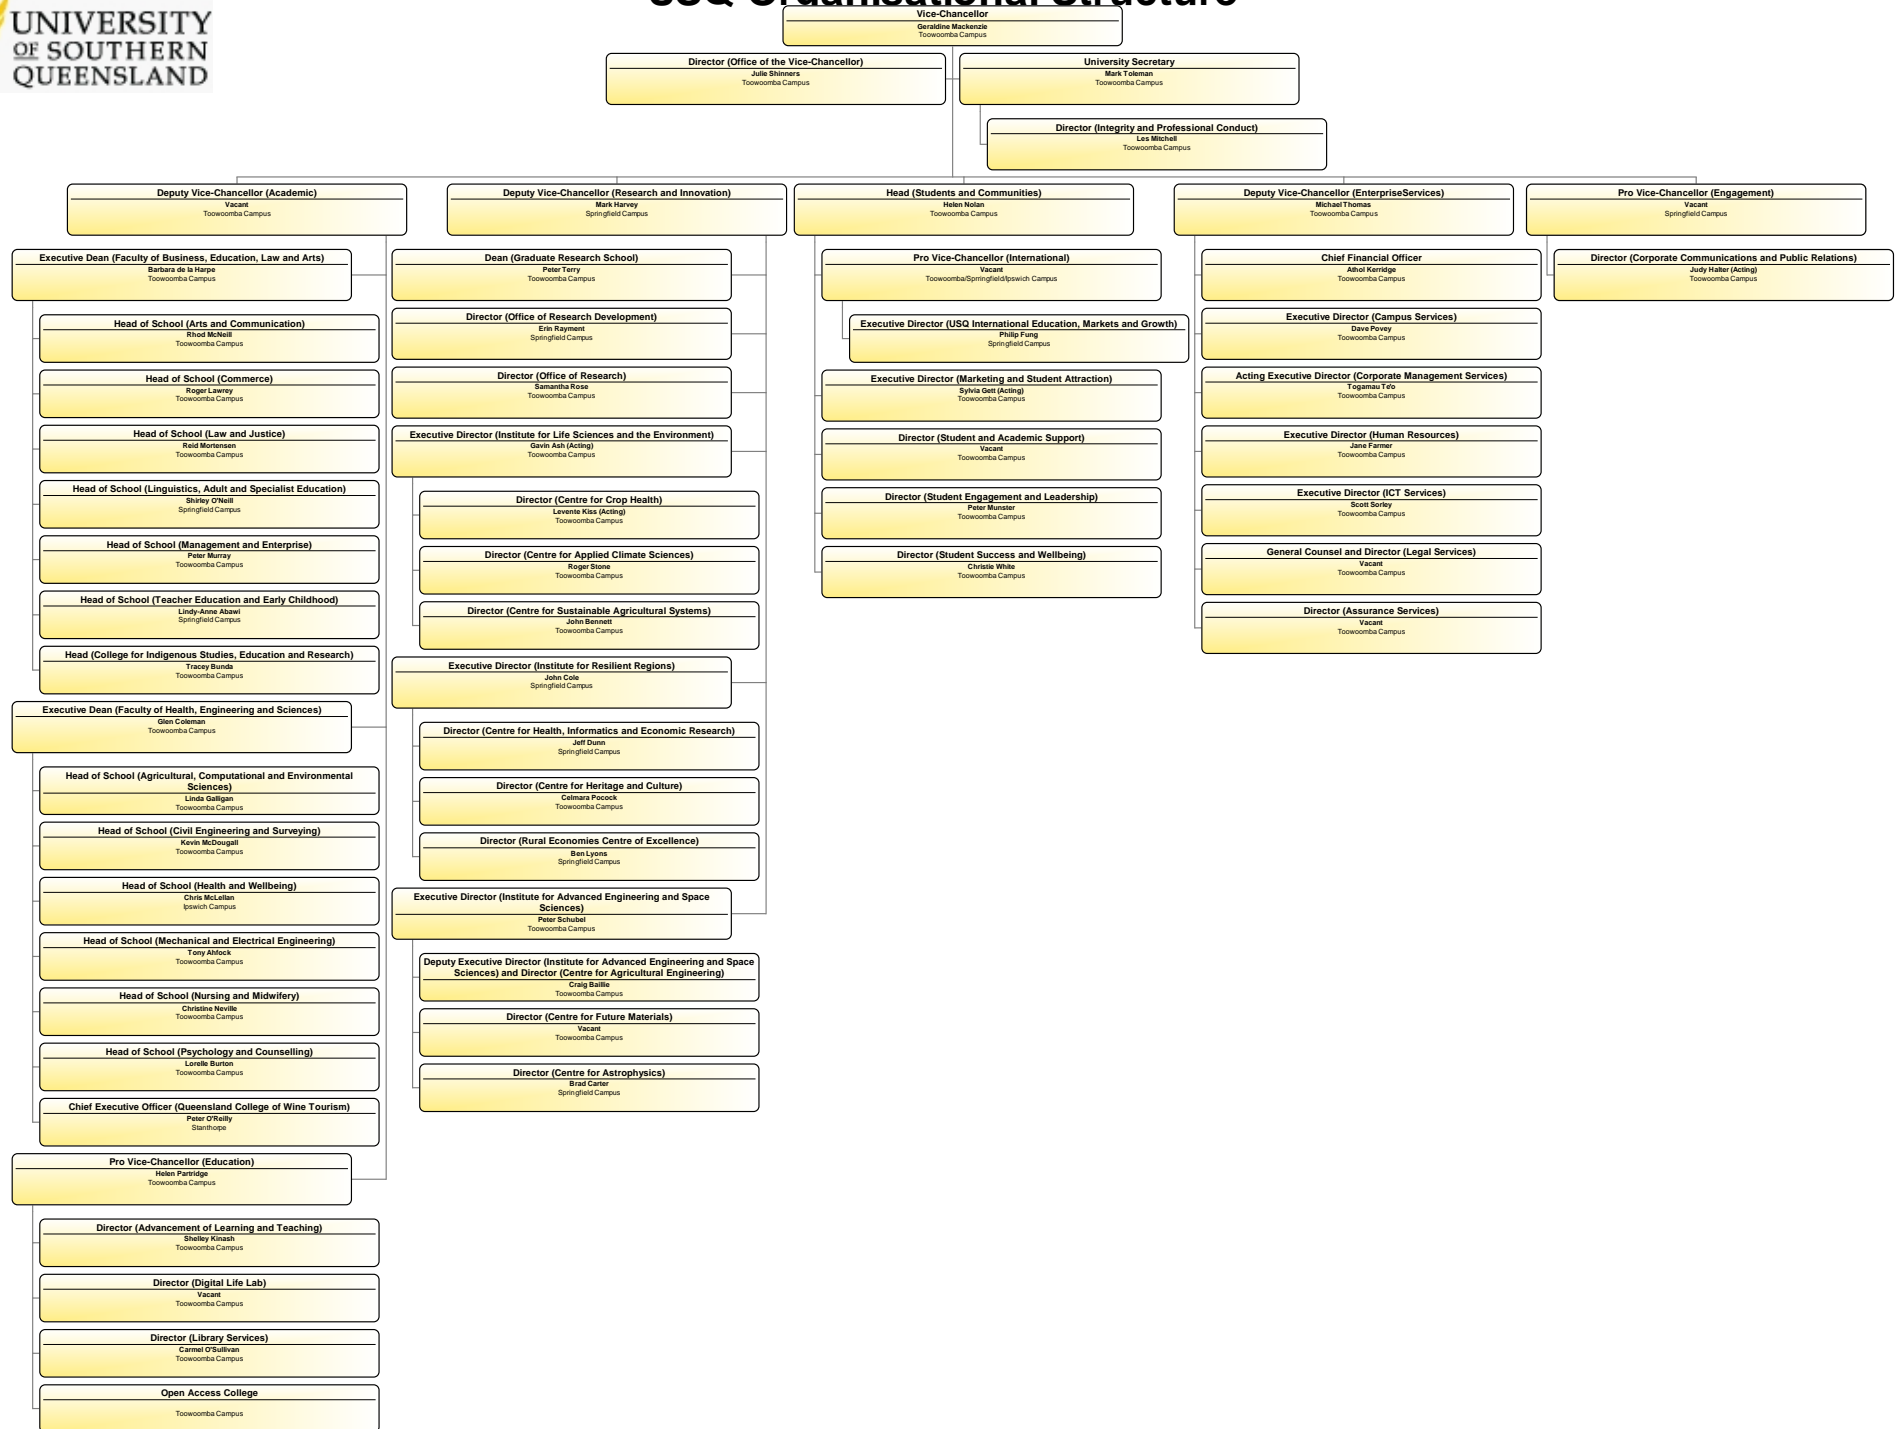 UNIVERSITY
OF SOUTHERN
QUEENSLAND
USQ Organisational Structure
Vice-Chancellor
Geraldine Mackenzie
Toowoomba Campus
Director (Office of the Vice-Chancellor)
Julie Shinners
Toowoomba Campus
University Secretary
Mark Toleman
Toowoomba Campus
Director (Integrity and Professional Conduct)
Les Mitchell
Toowoomba Campus
Deputy Vice-Chancellor (Academic)
Vacant
Toowoomba Campus
Executive Dean (Faculty of Business, Education, Law and Arts)
Barbara de la Harpe
Toowoomba Campus
Head of School (Arts and Communication)
Rhod McNeill
Toowoomba Campus
Head of School (Commerce)
Roger Lawrey
Toowoomba Campus
Head of School (Law and Justice)
Reid Mortensen
Toowoomba Campus
Head of School (Linguistics, Adult and Specialist Education)
Shirley O'Neill
Springfield Campus
Head of School (Management and Enterprise)
Peter Murray
Toowoomba Campus
Head of School (Teacher Education and Early Childhood)
Lindy-Anne Abawi
Springfield Campus
Head (College for Indigenous Studies, Education and Research)
Tracey Bunda
Toowoomba Campus
Executive Dean (Faculty of Health, Engineering and Sciences)
Glen Coleman
Toowoomba Campus
Head of School (Agricultural, Computational and Environmental
Sciences)
Linda Galligan
Toowoomba Campus
Head of School (Civil Engineering and Surveying)
Kevin McDougall
Toowoomba Campus
Head of School (Health and Wellbeing)
Chris McLellan
Ipswich Campus
Head of School (Mechanical and Electrical Engineering)
Tony Ahfock
Toowoomba Campus
Head of School (Nursing and Midwifery)
Christine Neville
Toowoomba Campus
Head of School (Psychology and Counselling)
Lorelle Burton
Toowoomba Campus
Chief Executive Officer (Queensland College of Wine Tourism)
Peter O'Reilly
Stanthorpe
Pro Vice-Chancellor (Education)
Helen Partridge
Toowoomba Campus
Director (Advancement of Learning and Teaching)
Shelley Kinash
Toowoomba Campus
Director (Digital Life Lab)
Vacant
Toowoomba Campus
Director (Library Services)
Carmel O'Sullivan
Toowoomba Campus
Open Access College
Toowoomba Campus
Deputy Vice-Chancellor (Research and Innovation)
Mark Harvey
Springfield Campus
Dean (Graduate Research School)
Peter Terry
Toowoomba Campus
Director (Office of Research Development)
Erin Rayment
Springfield Campus
Director (Office of Research)
Samantha Rose
Toowoomba Campus
Executive Director (Institute for Life Sciences and the Environment)
Gavin Ash (Acting)
Toowoomba Campus
Director (Centre for Crop Health)
Levente Kiss (Acting)
Toowoomba Campus
Director (Centre for Applied Climate Sciences)
Roger Stone
Toowoomba Campus
Director (Centre for Sustainable Agricultural Systems)
John Bennett
Toowoomba Campus
Executive Director (Institute for Resilient Regions)
John Cole
Springfield Campus
Director (Centre for Health, Informatics and Economic Research)
Jeff Dunn
Springfield Campus
Director (Centre for Heritage and Culture)
Celmara Pocock
Toowoomba Campus
Director (Rural Economies Centre of Excellence)
Ben Lyons
Springfield Campus
Executive Director (Institute for Advanced Engineering and Space
Sciences)
Peter Schubel
Toowoomba Campus
Deputy Executive Director (Institute for Advanced Engineering and Space
Sciences) and Director (Centre for Agricultural Engineering)
Craig Baillie
Toowoomba Campus
Director (Centre for Future Materials)
Vacant
Toowoomba Campus
Director (Centre for Astrophysics)
Brad Carter
Springfield Campus
Head (Students and Communities)
Helen Nolan
Toowoomba Campus
Pro Vice-Chancellor (International)
Vacant
Toowoomba/Sprringfield/Ipswich Campus
Executive Director (USQ International Education, Markets and Growth)
Philip Fung
Springfield Campus
Executive Director (Marketing and Student Attraction)
Sylvia Gett (Acting)
Toowoomba Campus
Director (Student and Academic Support)
Vacant
Toowoomba Campus
Director (Student Engagement and Leadership)
Peter Munster
Toowoomba Campus
Director (Student Success and Wellbeing)
Christie White
Toowoomba Campus
Deputy Vice-Chancellor (EnterpriseServices)
Michael Thomas
Toowoomba Campus
Chief Financial Officer
Athol Kerridge
Toowoomba Campus
Executive Director (Campus Services)
Dave Povey
Toowoomba Campus
Acting Executive Director (Corporate Management Services)
Togamau Te'o
Toowoomba Campus
Executive Director (Human Resources)
Jane Farmer
Toowoomba Campus
Executive Director (ICT Services)
Scott Sorley
Toowoomba Campus
General Counsel and Director (Legal Services)
Vacant
Toowoomba Campus
Director (Assurance Services)
Vacant
Toowoomba Campus
Pro Vice-Chancellor (Engagement)
Vacant
Springfield Campus
Director (Corporate Communications and Public Relations)
Judy Halter (Acting)
Toowoomba Campus